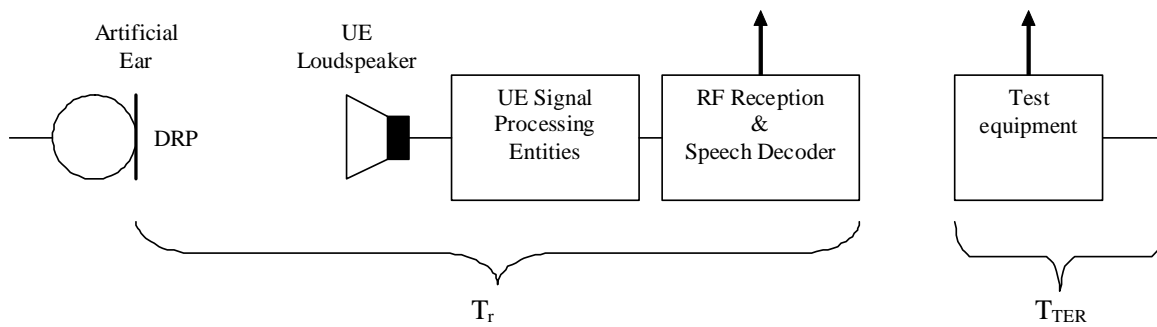 Artificial
Ear
DRP
UE
Loudspeaker
UE Signal
Processing
Entities
RF Reception
&
Speech Decoder
Test
equipment
Tr
TTER